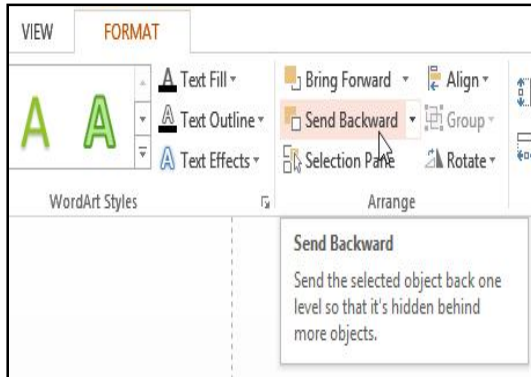 VIEW FORMAT
A A
Text Fill
Text Outline
Text Effects
WordArt Styles
Bring Forward
Send Backward
Selection Pane
Align
Group
Rotate
Arrange
Send Backward
Send the selected object back one
level so that it's hidden behind
more objects.